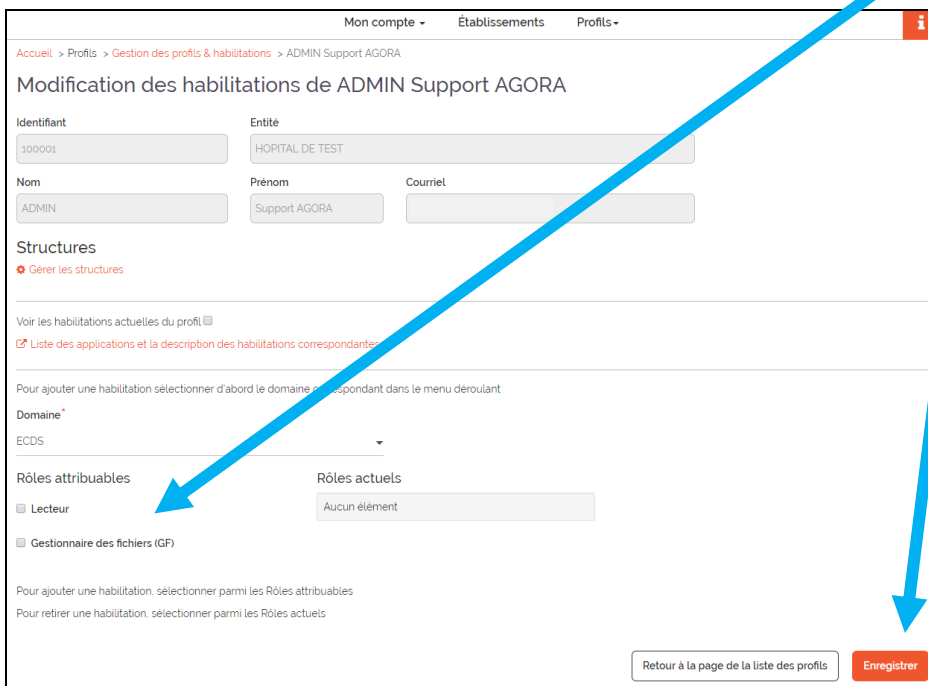 Mon compte Établissements Profils i
Accueil > Profils > Gestion des profils & habilitations > ADMIN Support AGORA
Modification des habilitations de ADMIN Support AGORA
Identifiant Entité
100001 HOPITAL DE TEST
Nom Prénom Courriel
ADMIN Support AGORA
Structures
Gérer les structures
Voir les habilitations actuelles du profil
Liste des applications et la description des habilitations correspondantes
Pour ajouter une habilitation sélectionner d'abord le domaine correspondant dans le menu déroulant
Domaine*
ECDS
Rôles attribuables Rôles actuels
Lecteur Aucun élément
Gestionnaire des fichiers (GF)
Pour ajouter une habilitation, sélectionner parmi les Rôles attribuables
Pour retirer une habilitation, sélectionner parmi les Rôles actuels
Retour à la page de la liste des profils Enregistrer